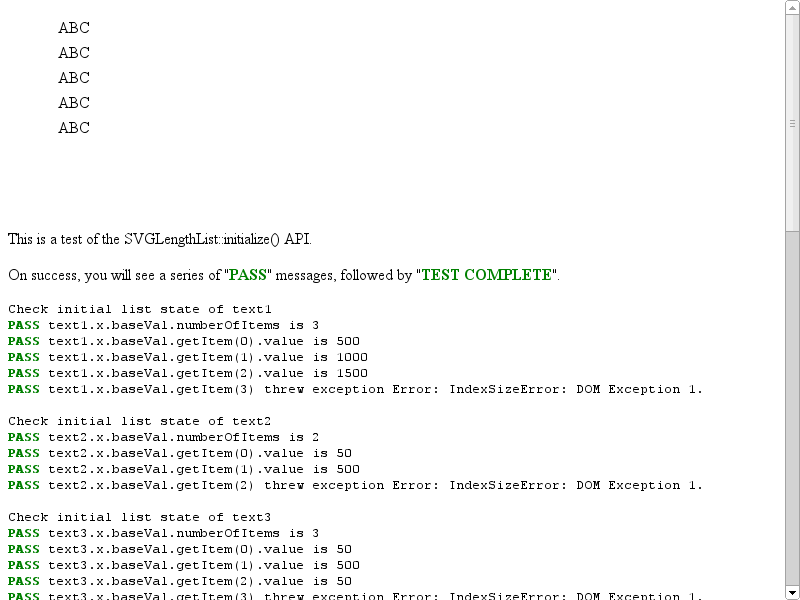 ABC
ABC
ABC
ABC
ABC
This is a test of the SVGLengthList::initialize() API.
On success, you will see a series of "PASS" messages, followed by "TEST COMPLETE".
Check initial list state of text1
PASS text1.x.baseVal.numberOfItems is 3
PASS text1.x.baseVal.getItem(0).value is 500
PASS text1.x.baseVal.getItem(1).value is 1000
PASS text1.x.baseVal.getItem(2).value is 1500
PASS text1.x.baseVal.getItem(3) threw exception Error: IndexSizeError: DOM Exception 1.
Check initial list state of text2
PASS text2.x.baseVal.numberOfItems is 2
PASS text2.x.baseVal.getItem(0).value is 50
PASS text2.x.baseVal.getItem(1).value is 500
PASS text2.x.baseVal.getItem(2) threw exception Error: IndexSizeError: DOM Exception 1.
Check initial list state of text3
PASS text3.x.baseVal.numberOfItems is 3
PASS text3.x.baseVal.getItem(0).value is 50
PASS text3.x.baseVal.getItem(1).value is 500
PASS text3.x.baseVal.getItem(2).value is 50
PASS text3.x.baseVal.getItem(3) threw exception Error: IndexSizeError: DOM Exception 1.